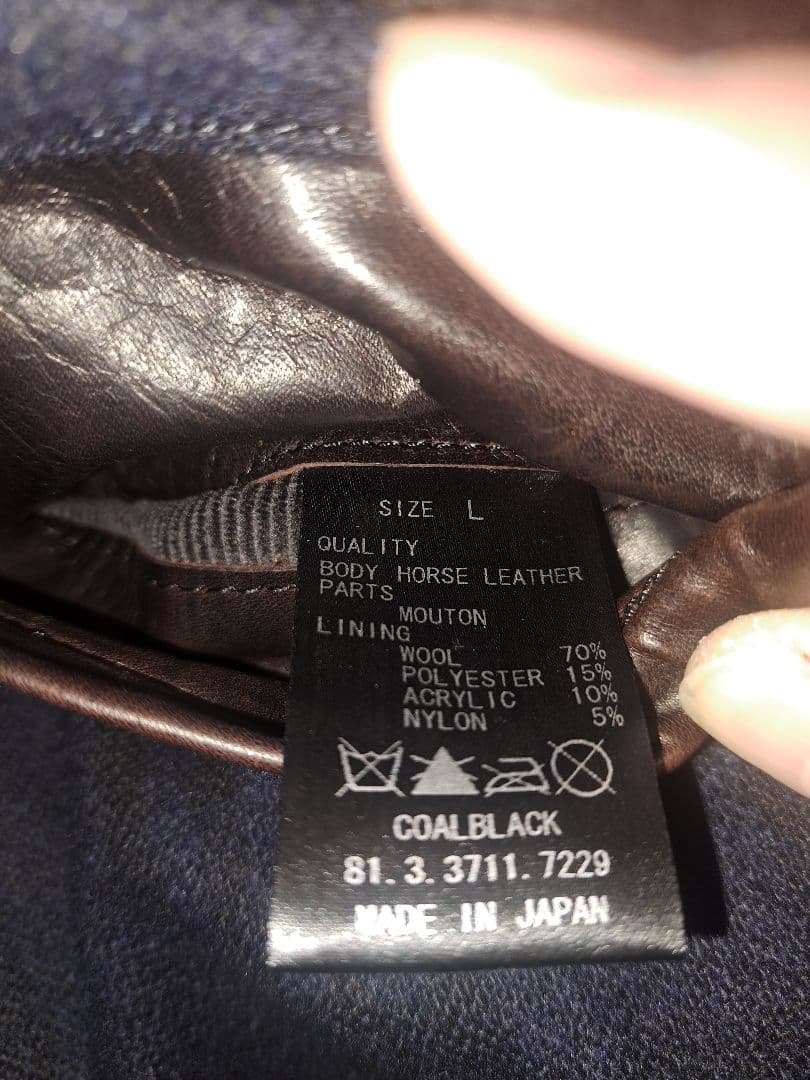 SIZE L
QUALITY
BODY HORSE LEATHER
PARTS
MOUTON
LINING
WOOL 70%
POLYESTER 15%
ACRYLIC 10%
NYLON 5%
COALBLACK
81.3.3711.7229
MADE IN JAPAN